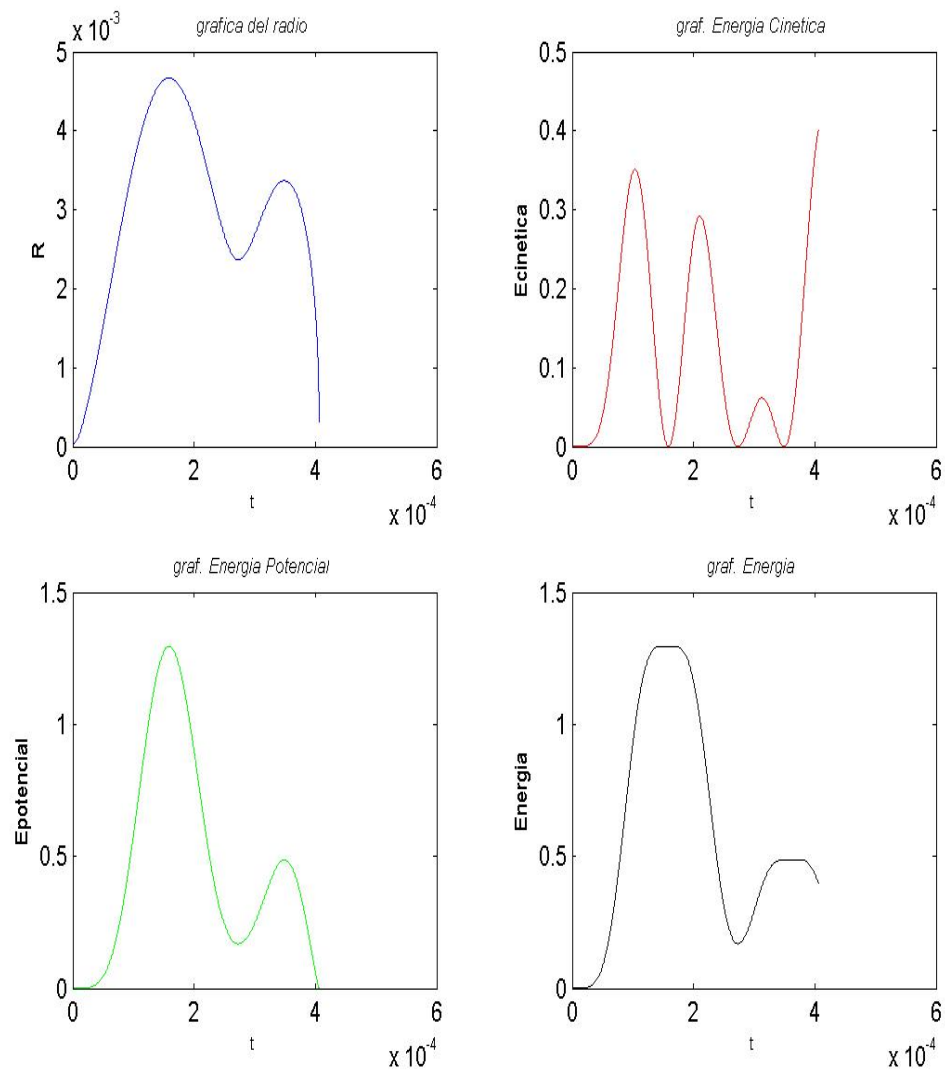 x 10⁻³
grafica del radio
5
4
3
2
1
0
R
0 2 4 6
t
x 10⁻⁴
graf. Energia Cinetica
0.5
0.4
0.3
0.2
0.1
0
Ecinetica
0 2 4 6
t
x 10⁻⁴
graf. Energia Potencial
1.5
1
0.5
0
Epotencial
0 2 4 6
t
x 10⁻⁴
graf. Energia
1.5
1
0.5
0
Energia
0 2 4 6
t
x 10⁻⁴